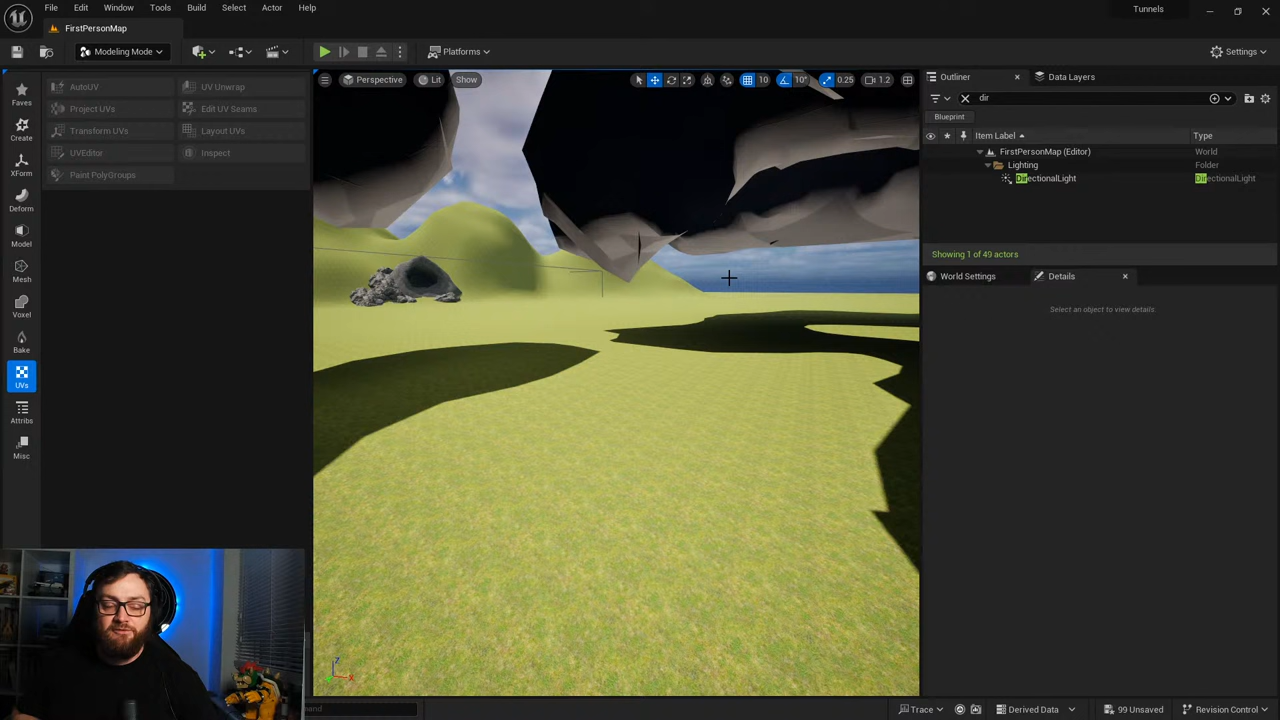 File Edit Window Tools Build Select Actor Help
Tunnels
FirstPersonMap
Modeling Mode
Platforms
Settings
Faves
Create
XForm
Deform
Model
Mesh
Voxel
Bake
UVs
Attribs
Misc
AutoUV UV Unwrap
Project UVs Edit UV Seams
Transform UVs Layout UVs
UVEditor Inspect
Paint PolyGroups
Perspective Lit Show
10 10° 0.25 1.2
Z
X
Outliner Data Layers
dir
Blueprint
Item Label Type
FirstPersonMap (Editor) World
Lighting Folder
DirectionalLight DirectionalLight
Showing 1 of 49 actors
World Settings Details
Select an object to view details.
Trace Derived Data 99 Unsaved Revision Control